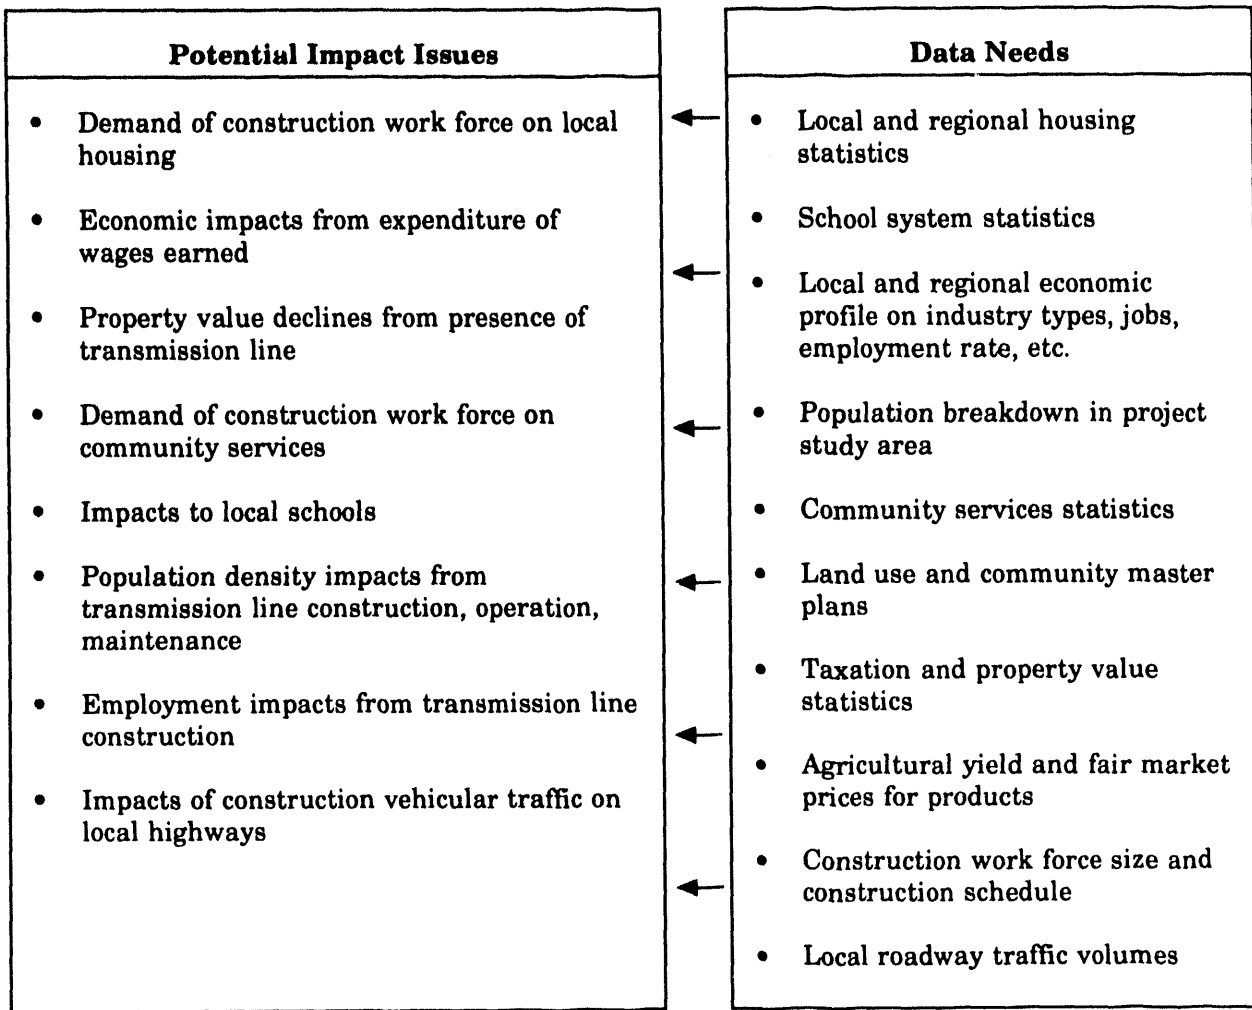 Potential Impact Issues
• Demand of construction work force on local
housing
• Economic impacts from expenditure of
wages earned
• Property value declines from presence of
transmission line
• Demand of construction work force on
community services
• Impacts to local schools
• Population density impacts from
transmission line construction, operation,
maintenance
• Employment impacts from transmission line
construction
• Impacts of construction vehicular traffic on
local highways
Data Needs
• Local and regional housing
statistics
• School system statistics
• Local and regional economic
profile on industry types, jobs,
employment rate, etc.
• Population breakdown in project
study area
• Community services statistics
• Land use and community master
plans
• Taxation and property value
statistics
• Agricultural yield and fair market
prices for products
• Construction work force size and
construction schedule
• Local roadway traffic volumes